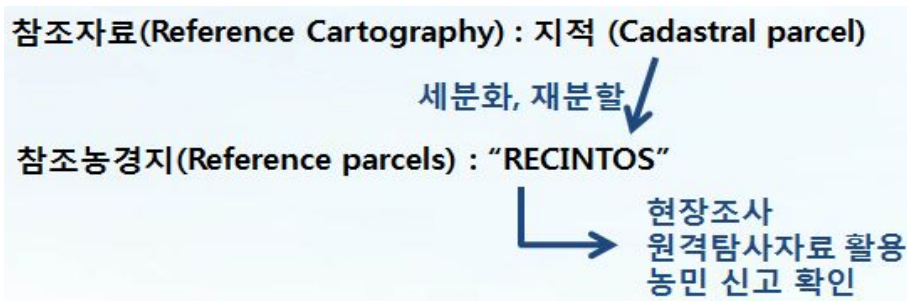 참조자료(Reference Cartography) : 지적 (Cadastral parcel)
세분화, 재분할
참조농경지(Reference parcels) : “RECINTOS”
현장조사
원격탐사자료 활용
농민 신고 확인